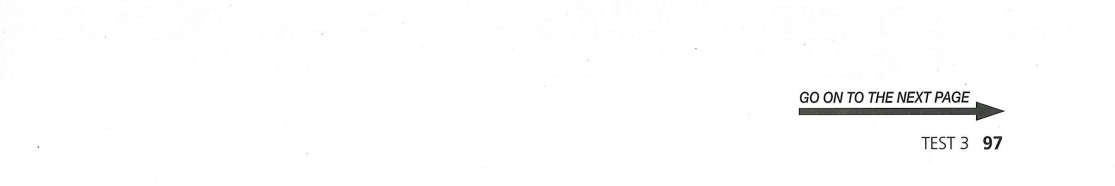 GO ON TO THE NEXT PAGE
TEST 3 97